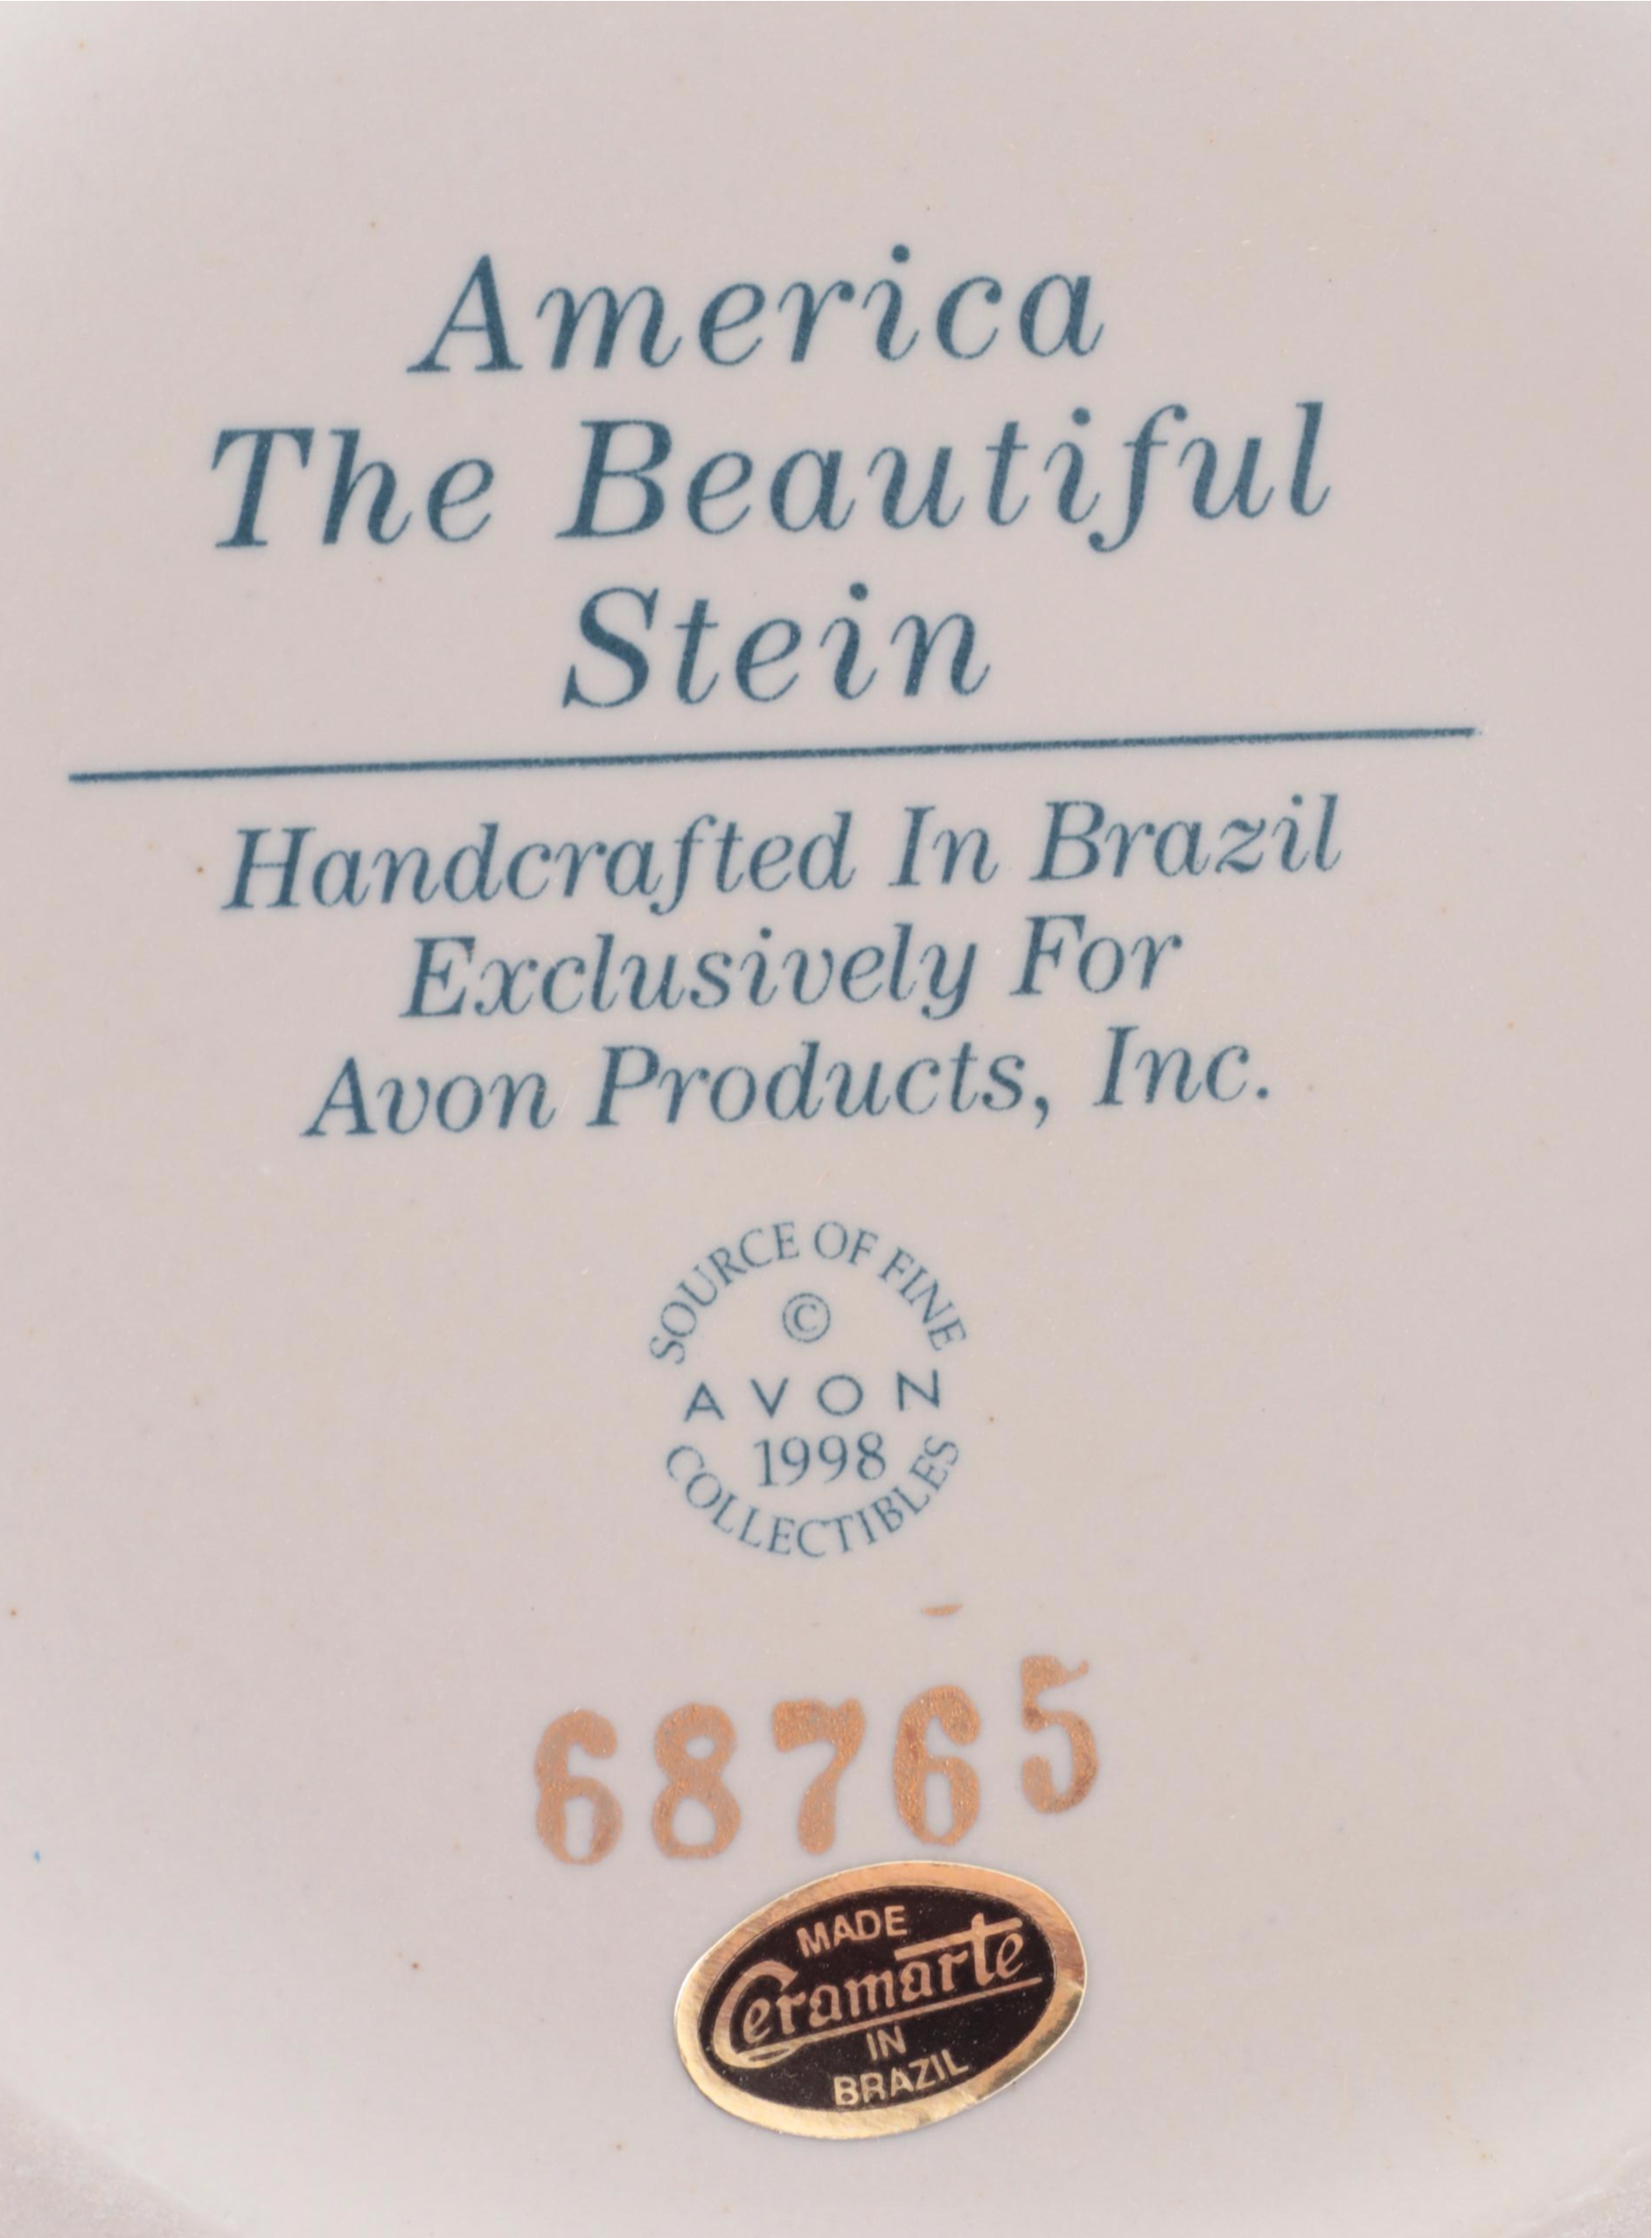 America
The Beautiful
Stein
Handcrafted In Brazil
Exclusively For
Avon Products, Inc.
SOURCE OF FINE
©
AVON
1998
COLLECTIBLES
68765
MADE
Ceramarte
IN
BRAZIL